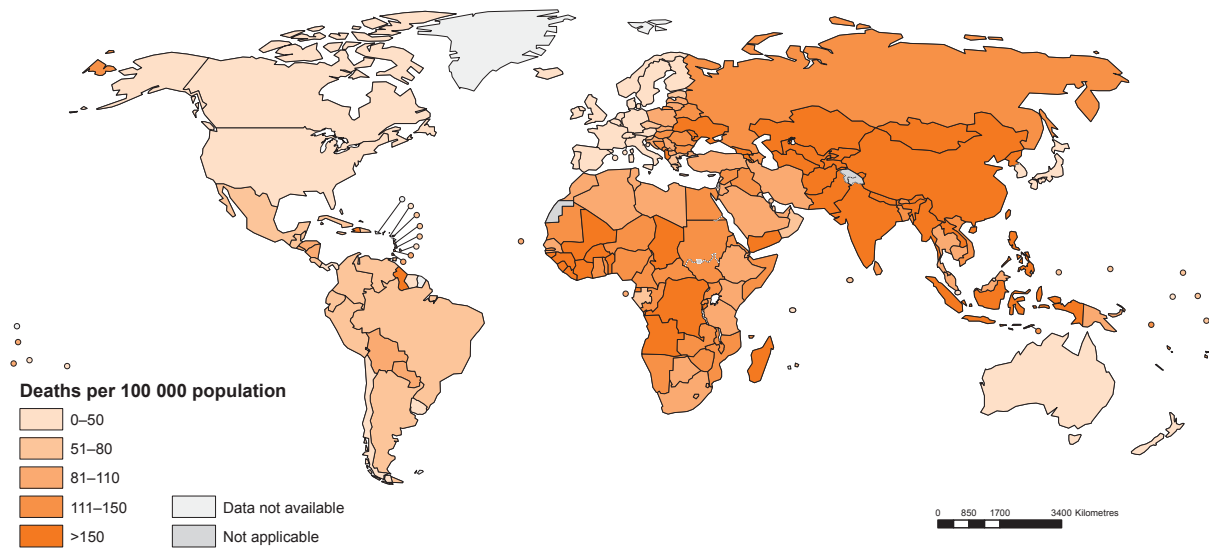 Deaths per 100 000 population
0–50
51–80
81–110
111–150
>150
Data not available
Not applicable
0 850 1700 3400 Kilometres